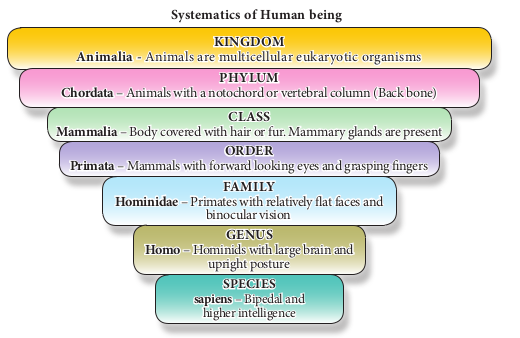 Systematics of Human being
KINGDOM
Animalia - Animals are multicellular eukaryotic organisms
PHYLUM
Chordata – Animals with a notochord or vertebral column (Back bone)
CLASS
Mammalia – Body covered with hair or fur. Mammary glands are present
ORDER
Primata – Mammals with forward looking eyes and grasping fingers
FAMILY
Hominidae – Primates with relatively flat faces and
binocular vision
GENUS
Homo – Hominids with large brain and
upright posture
SPECIES
sapiens – Bipedal and
higher intelligence